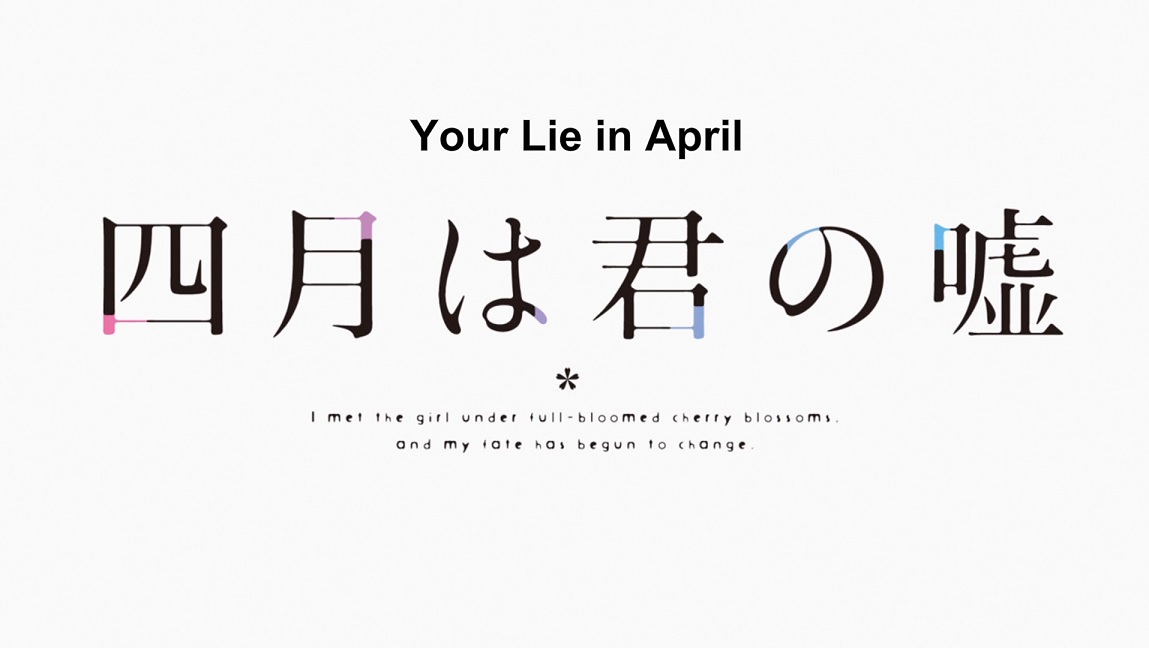 Your Lie in April
四月は君の嘘
*
I met the girl under full-bloomed cherry blossoms.
and my fate has begun to change.